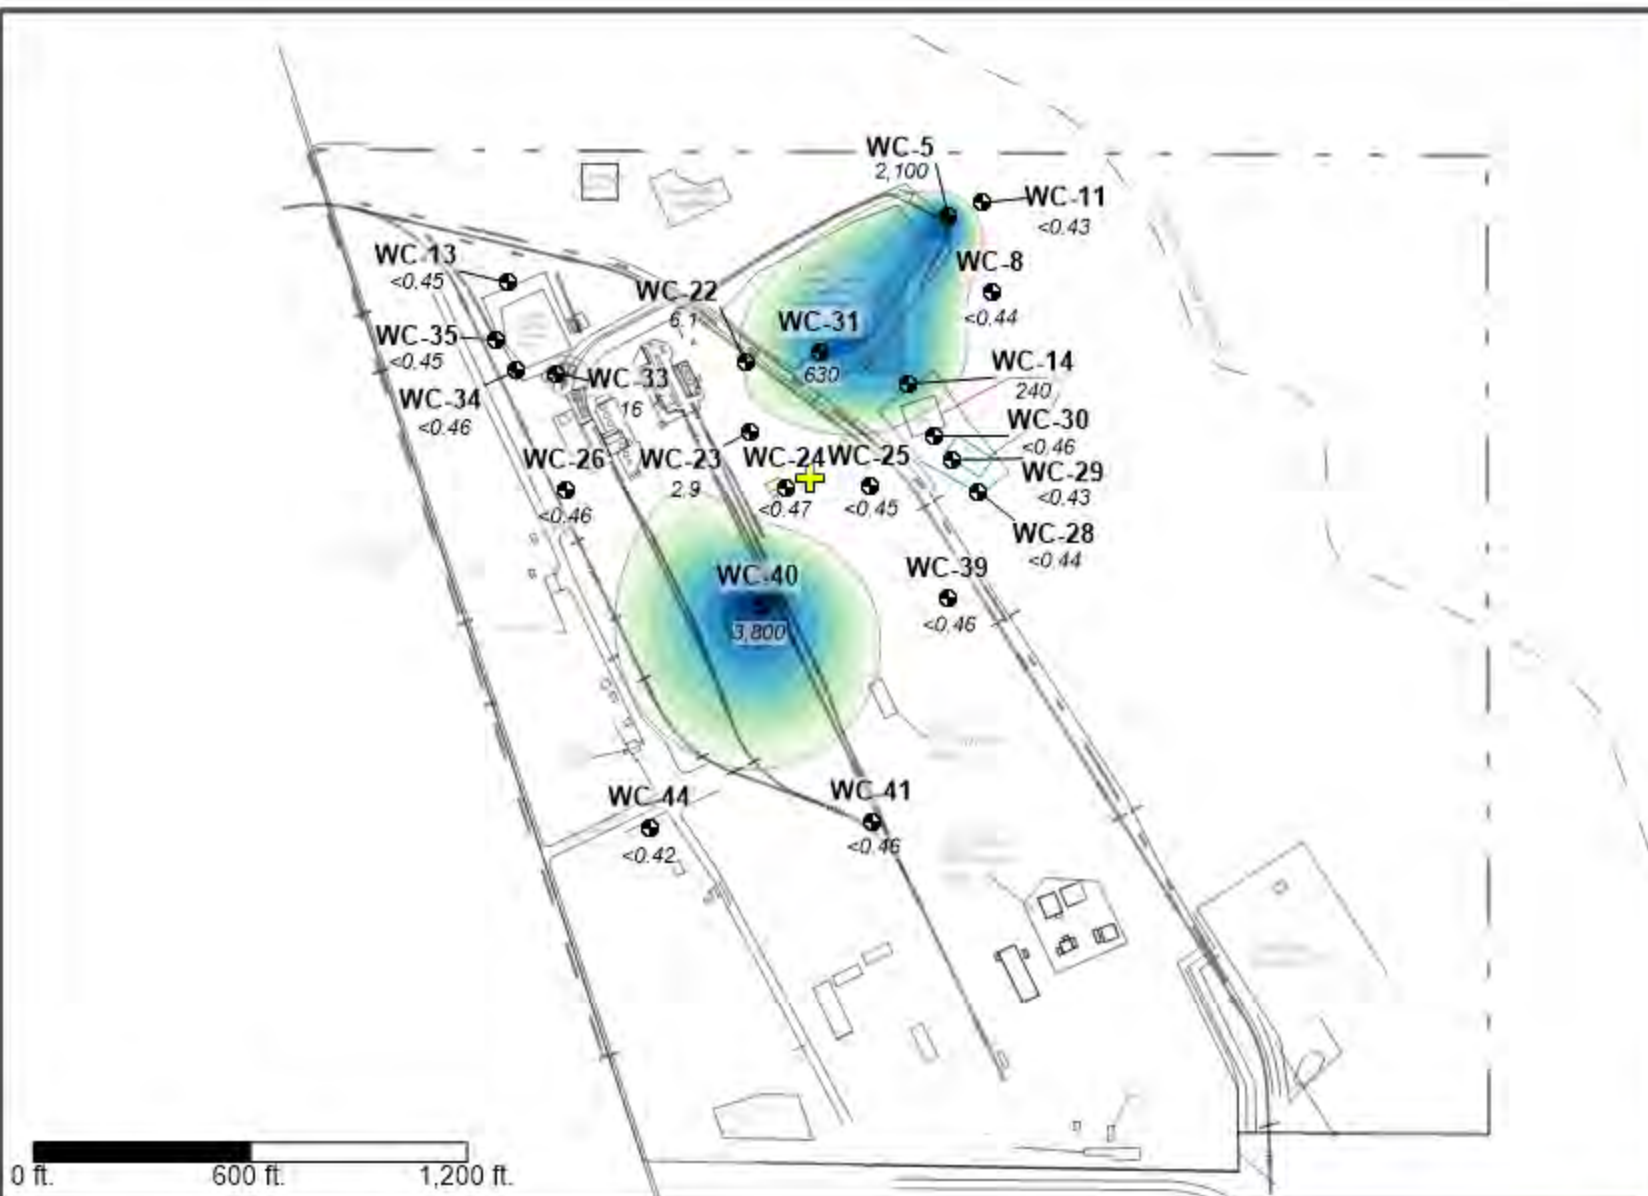 WC-5
2,100
WC-11
<0.43
WC-13
<0.45
WC-8
<0.44
WC-22
6.1
WC-31
630
WC-35
<0.45
WC-14
240
WC-33
16
WC-34
<0.46
WC-30
<0.46
WC-26
<0.46
WC-23
2.9
WC-24
<0.47
WC-25
<0.45
WC-29
<0.43
WC-28
<0.44
WC-40
3,800
WC-39
<0.46
WC-44
<0.42
WC-41
<0.46
0 ft. 600 ft. 1,200 ft.